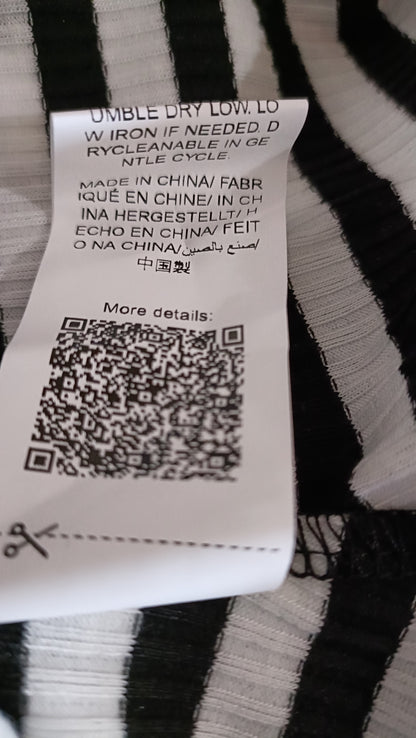 UMBLE DRY LOW. LO
W IRON IF NEEDED. D
RYCLEANABLE IN GE
NTLE CYCLE.
MADE IN CHINA/ FABR
IQUÉ EN CHINE/ IN CH
INA HERGESTELLT/ H
ECHO EN CHINA/ FEIT
O NA CHINA/صنع بالصين/
中国製
More details: